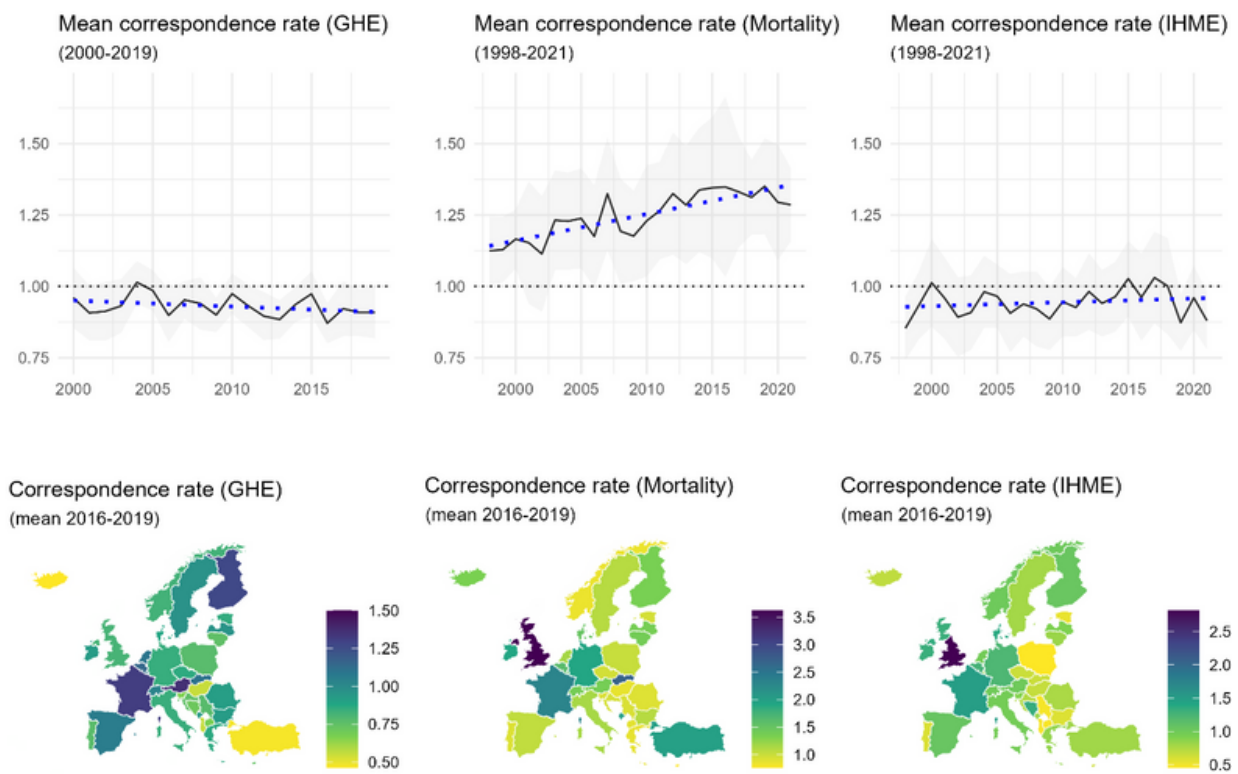 Mean correspondence rate (GHE)
(2000-2019)
1.50
1.25
1.00
0.75
2000 2005 2010 2015
Mean correspondence rate (Mortality)
(1998-2021)
1.50
1.25
1.00
0.75
2000 2005 2010 2015 2020
Mean correspondence rate (IHME)
(1998-2021)
1.50
1.25
1.00
0.75
2000 2005 2010 2015 2020
Correspondence rate (GHE)
(mean 2016-2019)
1.50
1.25
1.00
0.75
0.50
Correspondence rate (Mortality)
(mean 2016-2019)
3.5
3.0
2.5
2.0
1.5
1.0
Correspondence rate (IHME)
(mean 2016-2019)
2.5
2.0
1.5
1.0
0.5